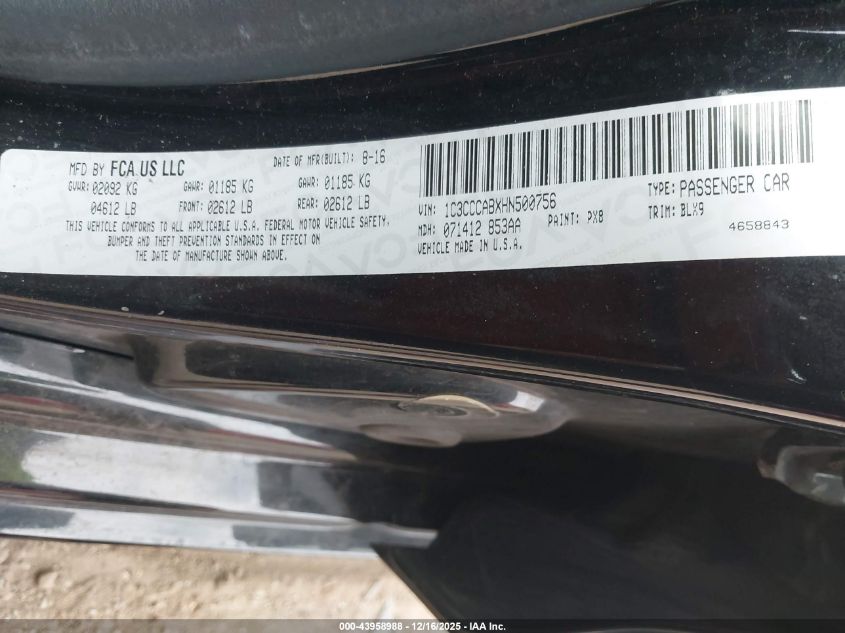 MFD BY FCA US LLC
DATE OF MFR(BUILT): 8-16
GVWR: 02092 KG GAWR: 01185 KG GAWR: 01185 KG
04612 LB FRONT: 02612 LB REAR: 02612 LB
THIS VEHICLE CONFORMS TO ALL APPLICABLE U.S.A. FEDERAL MOTOR VEHICLE SAFETY,
BUMPER AND THEFT PREVENTION STANDARDS IN EFFECT ON
THE DATE OF MANUFACTURE SHOWN ABOVE.
VIN: 1C3CCCABXHN500756 TYPE: PASSENGER CAR
MDH: 071412 853AA PAINT: PX8 TRIM: BLX9
VEHICLE MADE IN U.S.A. 4658843
000-43958988 - 12/16/2025 - IAA Inc.